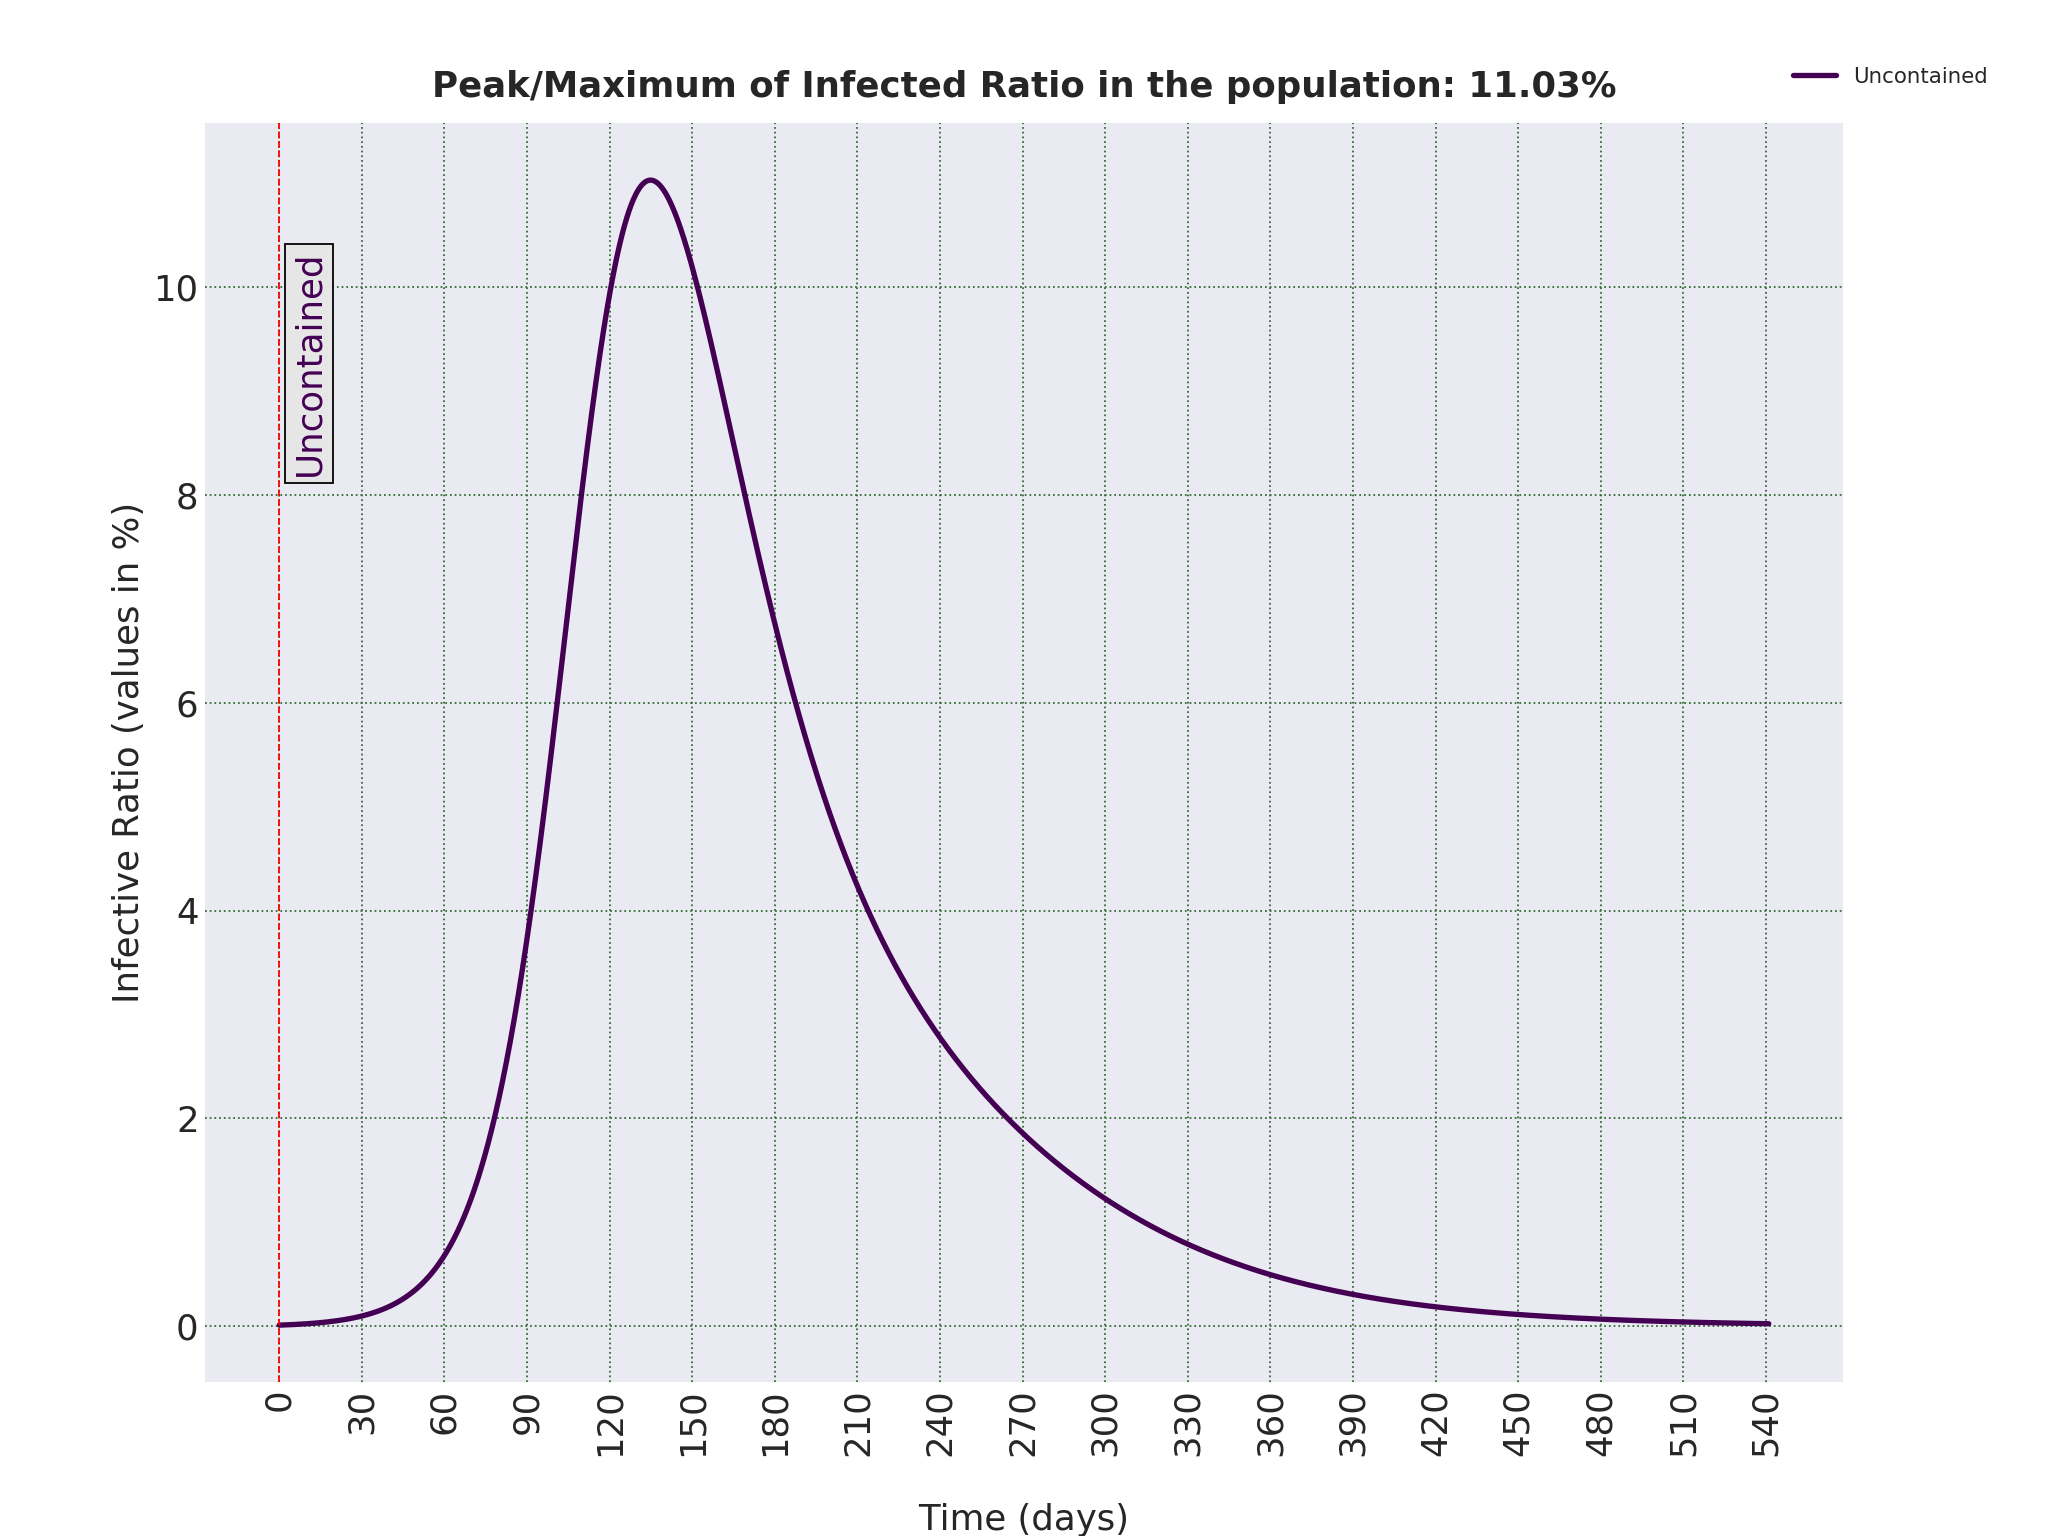 Peak/Maximum of Infected Ratio in the population: 11.03%
Uncontained
Uncontained
Infective Ratio (values in %)
10
8
6
4
2
0
0 30 60 90 120 150 180 210 240 270 300 330 360 390 420 450 480 510 540
Time (days)